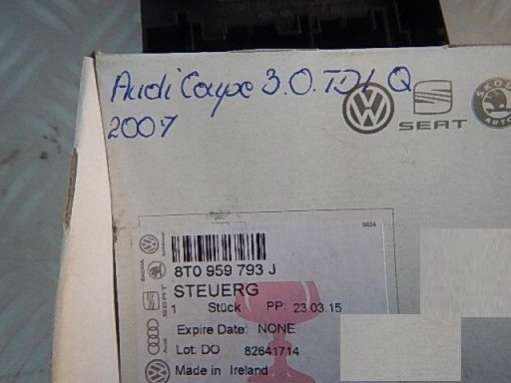 Audi Coupe 3.0. TDI Q
2007
SEAT
8T0 959 793 J
STEUERG
1 Stück PP: 23.03.15
Expire Date: NONE
Lot: DO 82641714
Made in Ireland